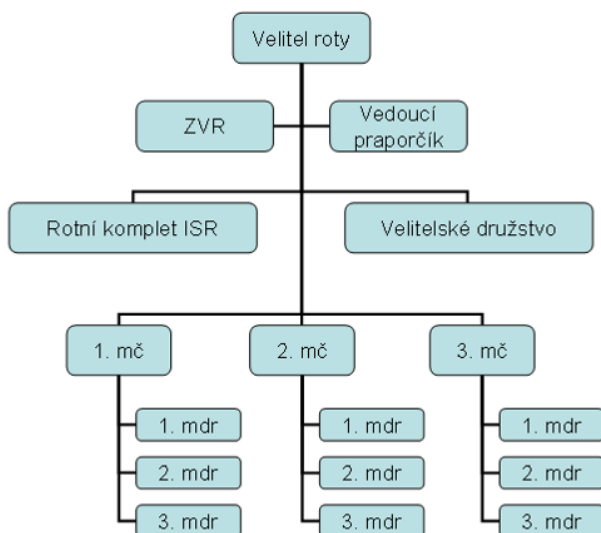 Velitel roty
ZVR
Vedoucí
praporčík
Rotní komplet ISR
Velitelské družstvo
1. mč
2. mč
3. mč
1. mdr
1. mdr
1. mdr
2. mdr
2. mdr
2. mdr
3. mdr
3. mdr
3. mdr